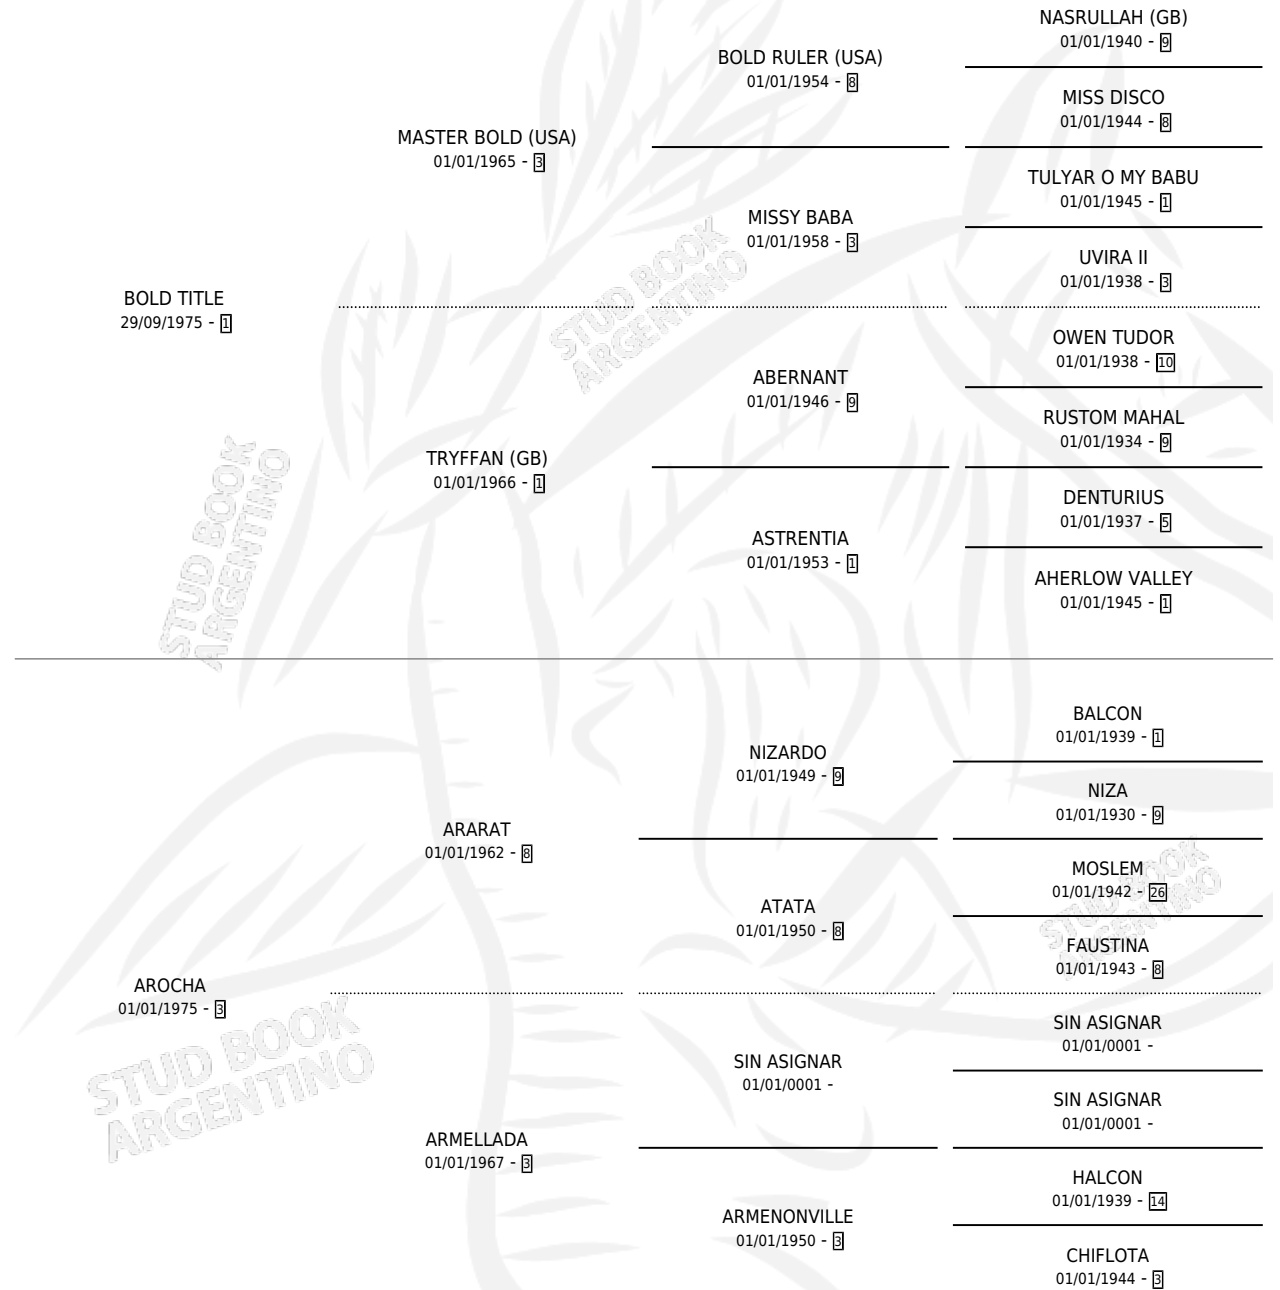 NASRULLAH (GB)
01/01/1940 - 9
BOLD RULER (USA)
01/01/1954 - 8
MISS DISCO
01/01/1944 - 8
MASTER BOLD (USA)
01/01/1965 - 3
TULYAR O MY BABU
01/01/1945 - 1
MISSY BABA
01/01/1958 - 3
UVIRA II
01/01/1938 - 3
BOLD TITLE
29/09/1975 - 1
OWEN TUDOR
01/01/1938 - 10
ABERNANT
01/01/1946 - 9
RUSTOM MAHAL
01/01/1934 - 9
TRYFFAN (GB)
01/01/1966 - 1
DENTURIUS
01/01/1937 - 5
ASTRENTIA
01/01/1953 - 1
AHERLOW VALLEY
01/01/1945 - 1
BALCON
01/01/1939 - 1
NIZARDO
01/01/1949 - 9
NIZA
01/01/1930 - 9
ARARAT
01/01/1962 - 8
MOSLEM
01/01/1942 - 26
ATATA
01/01/1950 - 8
FAUSTINA
01/01/1943 - 8
AROCHA
01/01/1975 - 3
SIN ASIGNAR
01/01/0001 -
SIN ASIGNAR
01/01/0001 -
SIN ASIGNAR
01/01/0001 -
ARMELLADA
01/01/1967 - 3
HALCON
01/01/1939 - 14
ARMENONVILLE
01/01/1950 - 3
CHIFLOTA
01/01/1944 - 3
STUD BOOK
ARGENTINO
STUD BOOK
ARGENTINO
STUD BOOK
ARGENTINO
STUD BOOK
ARGENTINO